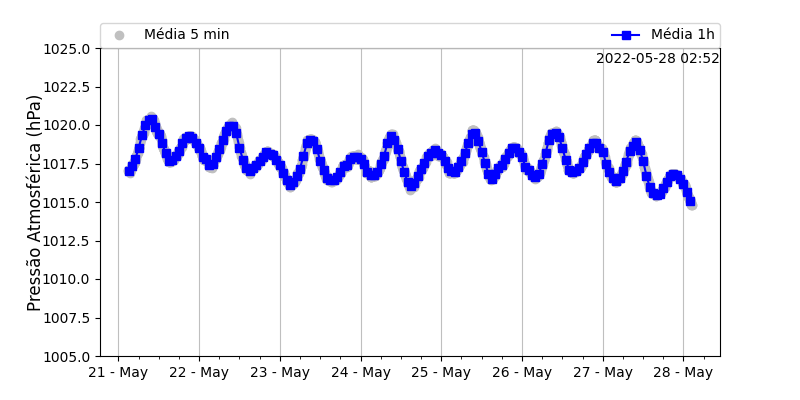 Média 5 min
Média 1h
2022-05-28 02:52
Pressão Atmosférica (hPa)
1025.0
1022.5
1020.0
1017.5
1015.0
1012.5
1010.0
1007.5
1005.0
21 - May 22 - May 23 - May 24 - May 25 - May 26 - May 27 - May 28 - May